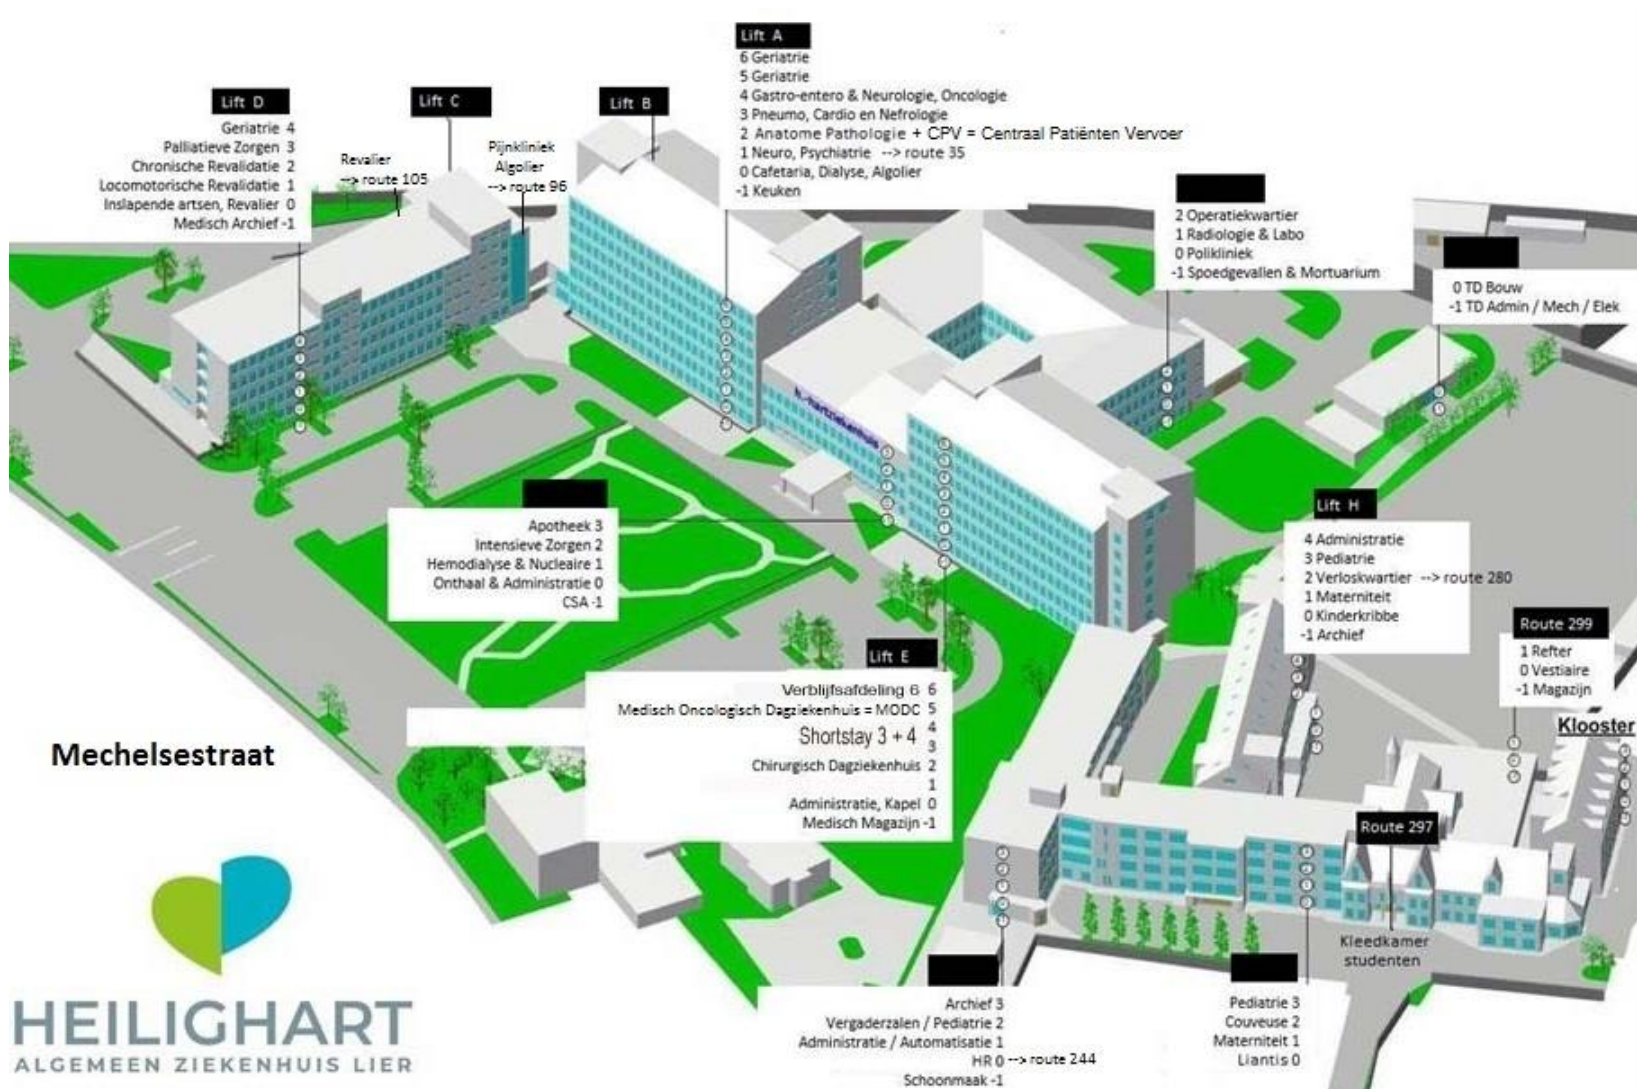 Lift A
6 Geriatrie
5 Geriatrie
4 Gastro-entero & Neurologie, Oncologie
3 Pneumo, Cardio en Nefrologie
2 Anatome Pathologie + CPV = Centraal Patiënten Vervoer
1 Neuro, Psychiatrie --> route 35
0 Cafetaria, Dialyse, Algolier
-1 Keuken
Lift D
Geriatrie 4
Palliatieve Zorgen 3
Chronische Revalidatie 2
Locomotorische Revalidatie 1
Inslapende artsen, Revalier 0
Medisch Archief -1
Lift C
Lift B
Revalier
--> route 105
Pijnkliniek
Algolier
--> route 96
2 Operatiekwartier
1 Radiologie & Labo
0 Polikliniek
-1 Spoedgevallen & Mortuarium
0 TD Bouw
-1 TD Admin / Mech / Elek
h.-hartziekenhuis
Apotheek 3
Intensieve Zorgen 2
Hemodialyse & Nucleaire 1
Onthaal & Administratie 0
CSA -1
Lift H
4 Administratie
3 Pediatrie
2 Verloskwartier --> route 280
1 Materniteit
0 Kinderkribbe
-1 Archief
Route 299
1 Refter
0 Vestiaire
-1 Magazijn
Klooster
Lift E
Verblijfsafdeling 6 6
Medisch Oncologisch Dagziekenhuis = MODC 5
Shortstay 3 + 4 4
3
Chirurgisch Dagziekenhuis 2
1
Administratie, Kapel 0
Medisch Magazijn -1
Mechelsestraat
Route 297
Kleedkamer
studenten
Archief 3
Vergaderzalen / Pediatrie 2
Administratie / Automatisatie 1
HR 0 --> route 244
Schoonmaak -1
Pediatrie 3
Couveuse 2
Materniteit 1
Liantis 0
HEILIGHART
ALGEMEEN ZIEKENHUIS LIER